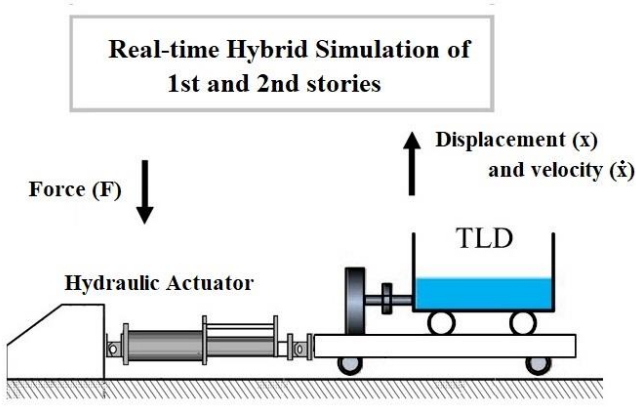 Real-time Hybrid Simulation of
1st and 2nd stories
Displacement (x)
and velocity (ẋ)
Force (F)
TLD
Hydraulic Actuator